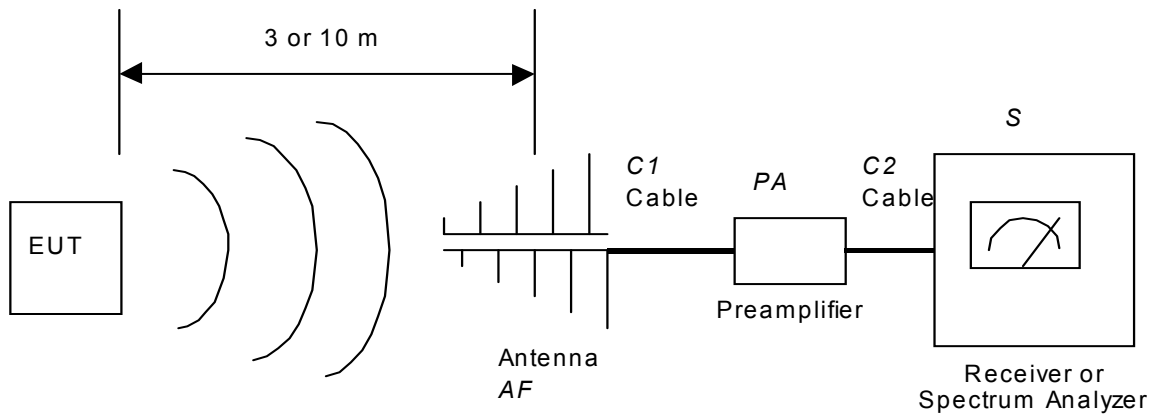 3 or 10 m
S
C1
Cable
PA
C2
Cable
EUT
Preamplifier
Antenna
AF
Receiver or
Spectrum Analyzer